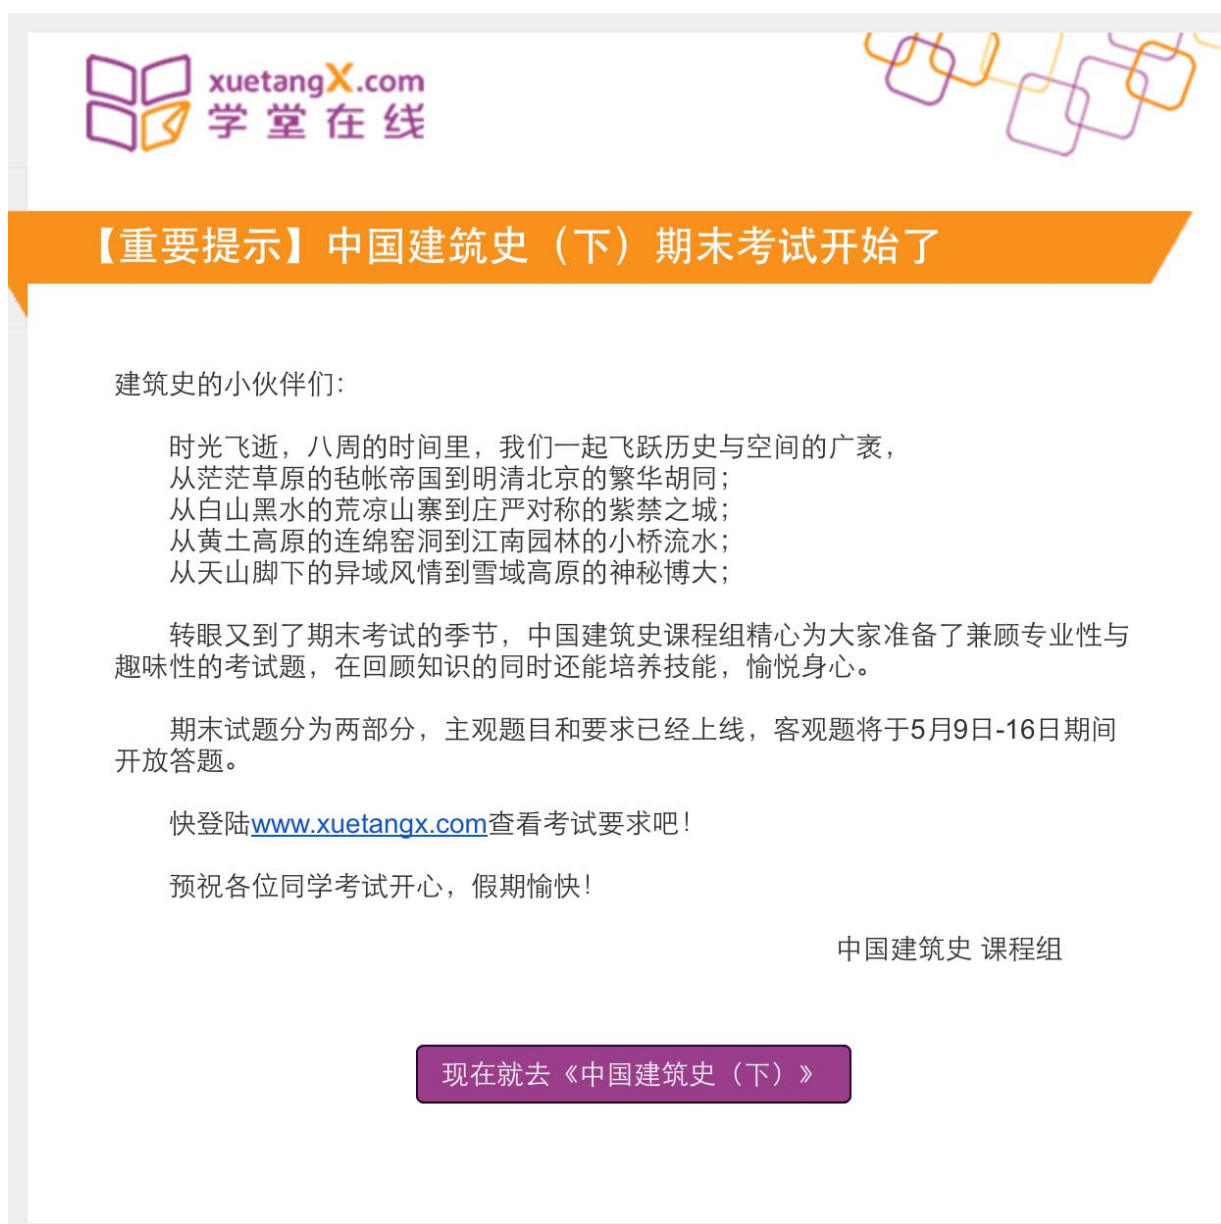 xuetangX.com
学堂在线
【重要提示】中国建筑史（下）期末考试开始了
建筑史的小伙伴们：
时光飞逝，八周的时间里，我们一起飞跃历史与空间的广袤，
从茫茫草原的毡帐帝国到明清北京的繁华胡同；
从白山黑水的荒凉山寨到庄严对称的紫禁之城；
从黄土高原的连绵窑洞到江南园林的小桥流水；
从天山脚下的异域风情到雪域高原的神秘博大；
转眼又到了期末考试的季节，中国建筑史课程组精心为大家准备了兼顾专业性与
趣味性的考试题，在回顾知识的同时还能培养技能，愉悦身心。
期末试题分为两部分，主观题目和要求已经上线，客观题将于5月9日-16日期间
开放答题。
快登陆www.xuetangx.com查看考试要求吧！
预祝各位同学考试开心，假期愉快！
中国建筑史 课程组
现在就去《中国建筑史（下）》